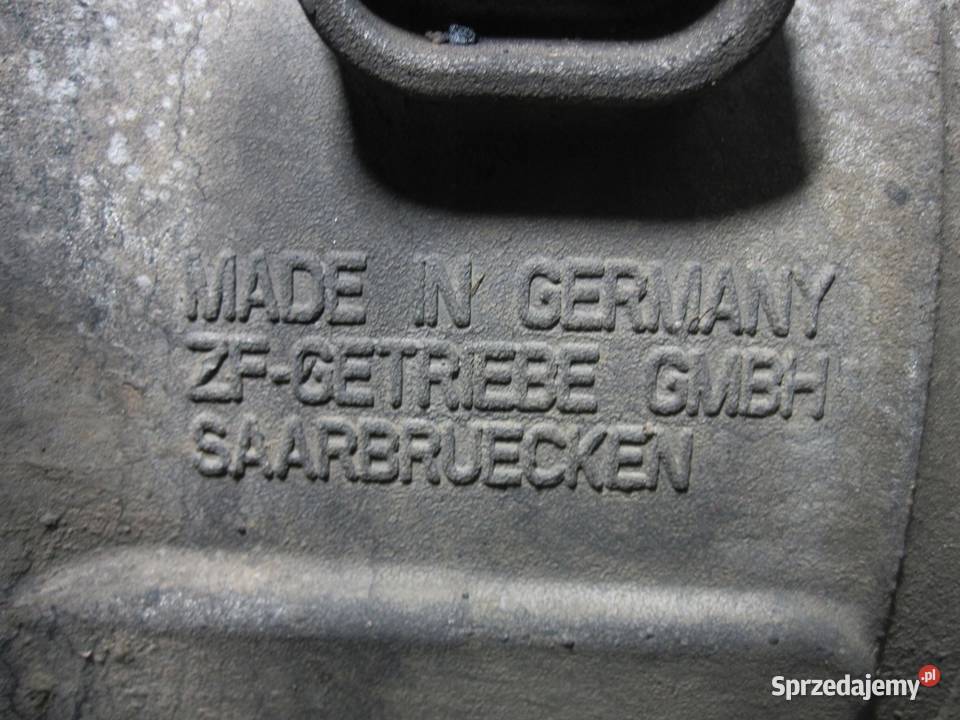 MADE IN GERMANY
ZF-GETRIEBE GMBH
SAARBRUECKEN
Sprzedajemy.pl